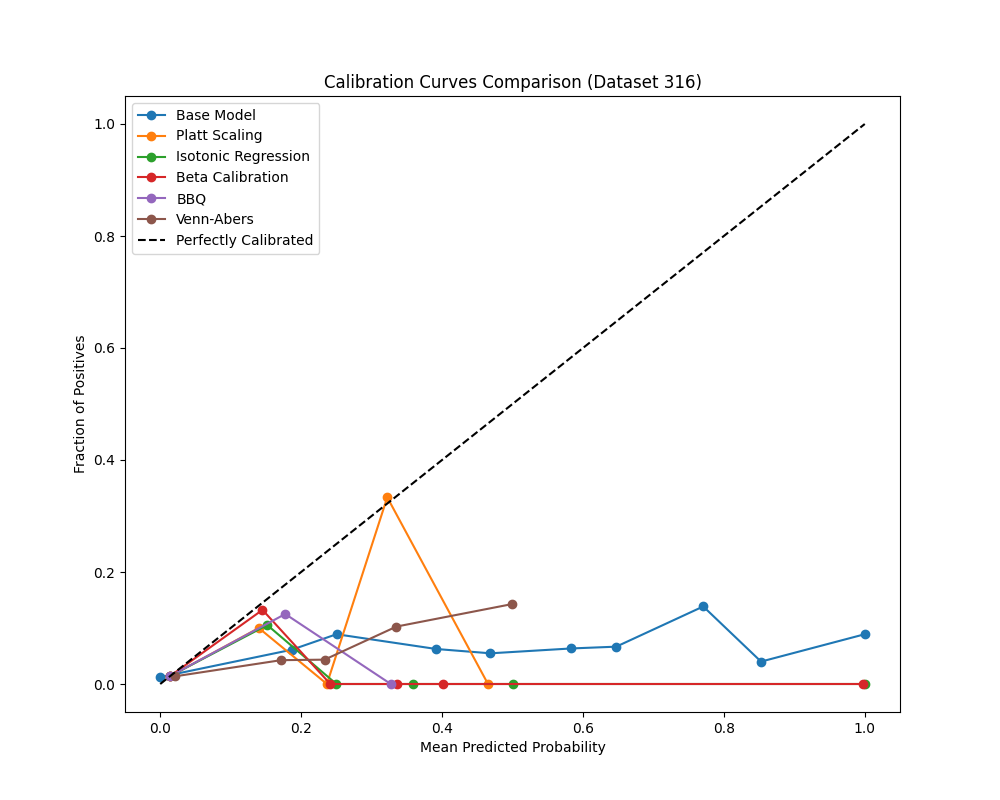 Calibration Curves Comparison (Dataset 316)
Base Model
Platt Scaling
Isotonic Regression
Beta Calibration
BBQ
Venn-Abers
Perfectly Calibrated
Fraction of Positives
1.0
0.8
0.6
0.4
0.2
0.0
0.0 0.2 0.4 0.6 0.8 1.0
Mean Predicted Probability